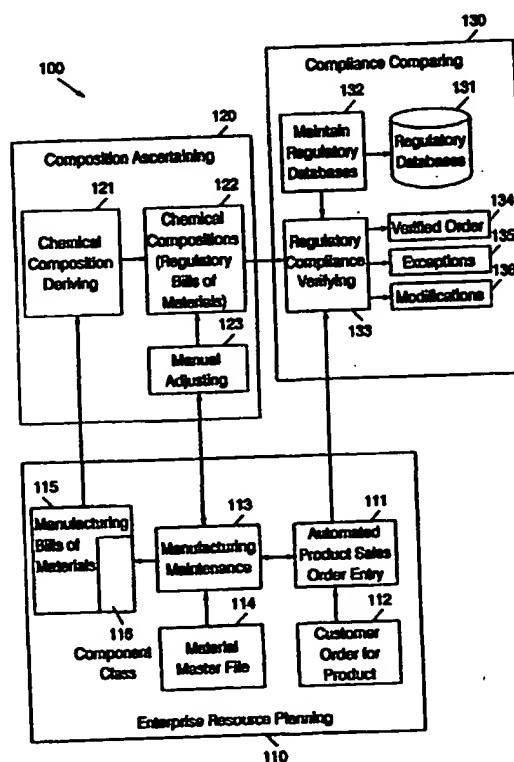 130
Compliance Comparing
100
132
131
120
Composition Ascertaining
Maintain
Regulatory
Databases
Regulatory
Databases
121
122
134
Chemical
Composition
Deriving
Chemical
Compositions
(Regulatory
Bills of
Materials)
Regulatory
Compliance
Verifying
Verified Order
135
Exceptions
136
Modifications
123
133
Manual
Adjusting
115
113
111
Manufacturing
Bills of
Materials
Manufacturing
Maintenance
Automated
Product Sales
Order Entry
116
Component
Class
114
112
Material
Master File
Customer
Order for
Product
Enterprise Resource Planning
110